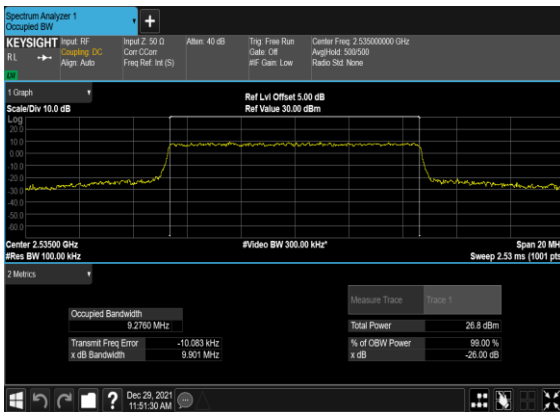 Spectrum Analyzer 1
Occupied BW
+
KEYSIGHT
RL
LV
Input: RF
Coupling: DC
Align: Auto
Input Z: 50 Ω
Corr CCorr
Freq Ref: Int (S)
Atten: 40 dB
Trig: Free Run
Gate: Off
#IF Gain: Low
Center Freq: 2.535000000 GHz
Avg|Hold: 500/500
Radio Std: None
1 Graph
Scale/Div 10.0 dB
Ref Lvl Offset 5.00 dB
Ref Value 30.00 dBm
Log
20.0
10.0
0.00
-10.0
-20.0
-30.0
-40.0
-50.0
-60.0
Center 2.53500 GHz
#Res BW 100.00 kHz
#Video BW 300.00 kHz*
Span 20 MH
Sweep 2.53 ms (1001 pts
2 Metrics
Measure Trace Trace 1
Occupied Bandwidth
9.2760 MHz
Total Power 26.8 dBm
Transmit Freq Error -10.083 kHz
% of OBW Power 99.00 %
x dB Bandwidth 9.901 MHz
x dB -26.00 dB
?
Dec 29, 2021
11:51:30 AM